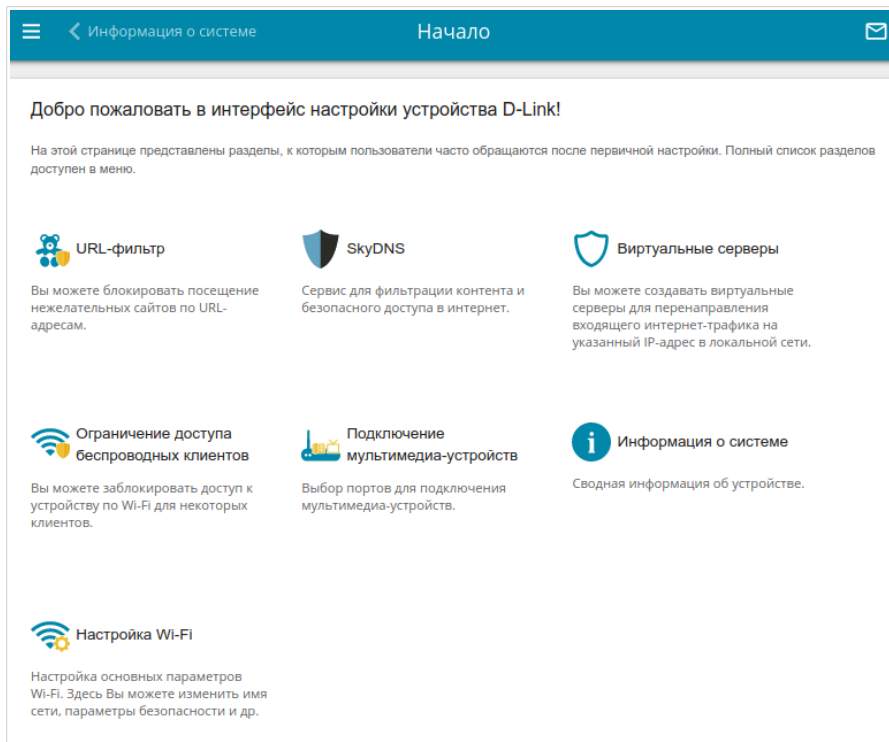 Информация о системе
Начало
Добро пожаловать в интерфейс настройки устройства D-Link!
На этой странице представлены разделы, к которым пользователи часто обращаются после первичной настройки. Полный список разделов
доступен в меню.
URL-фильтр
Вы можете блокировать посещение
нежелательных сайтов по URL-
адресам.
SkyDNS
Сервис для фильтрации контента и
безопасного доступа в интернет.
Виртуальные серверы
Вы можете создавать виртуальные
серверы для перенаправления
входящего интернет-трафика на
указанный IP-адрес в локальной сети.
Ограничение доступа
беспроводных клиентов
Вы можете заблокировать доступ к
устройству по Wi-Fi для некоторых
клиентов.
Подключение
мультимедиа-устройств
Выбор портов для подключения
мультимедиа-устройств.
Информация о системе
Сводная информация об устройстве.
Настройка Wi-Fi
Настройка основных параметров
Wi-Fi. Здесь Вы можете изменить имя
сети, параметры безопасности и др.